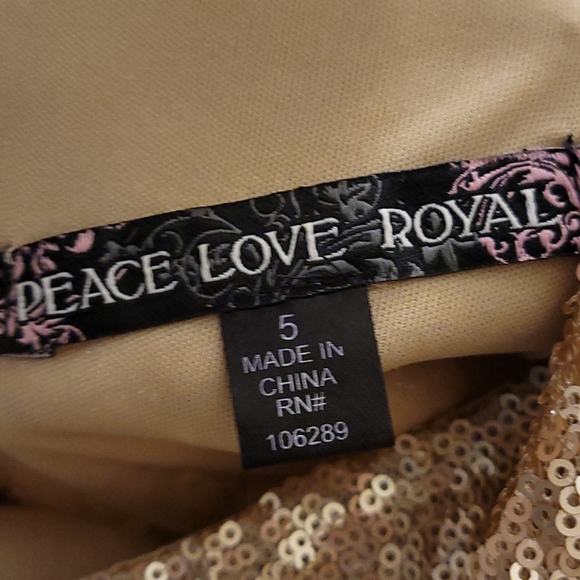 PEACE LOVE ROYAL
5
MADE IN
CHINA
RN#
106289